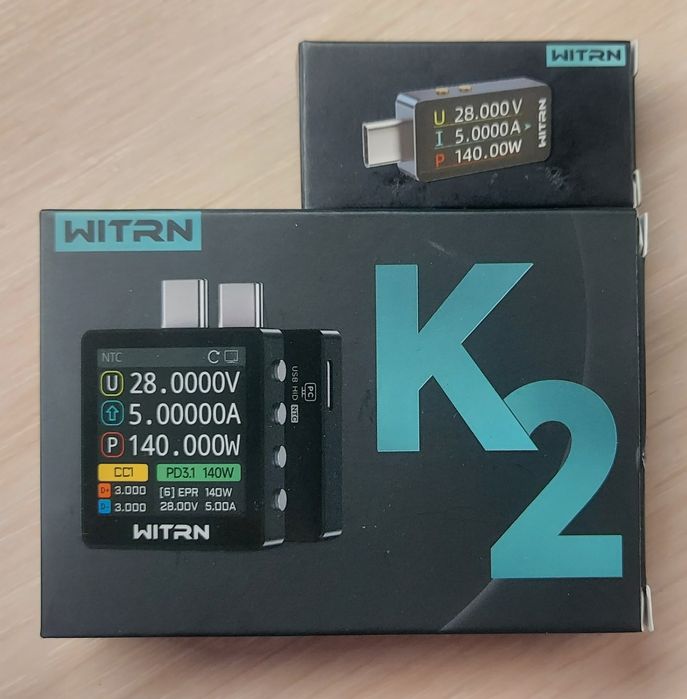 WITRN
U 28.000V
I 5.0000A
P 140.00W
WITRN
WITRN
K2
NTC
U 28.0000V
5.00000A
P 140.000W
CC1 PD3.1 140W
D+ 3.000 [6] EPR 140W
D- 3.000 28.00V 5.00A
WITRN
PC
USB HID NTC